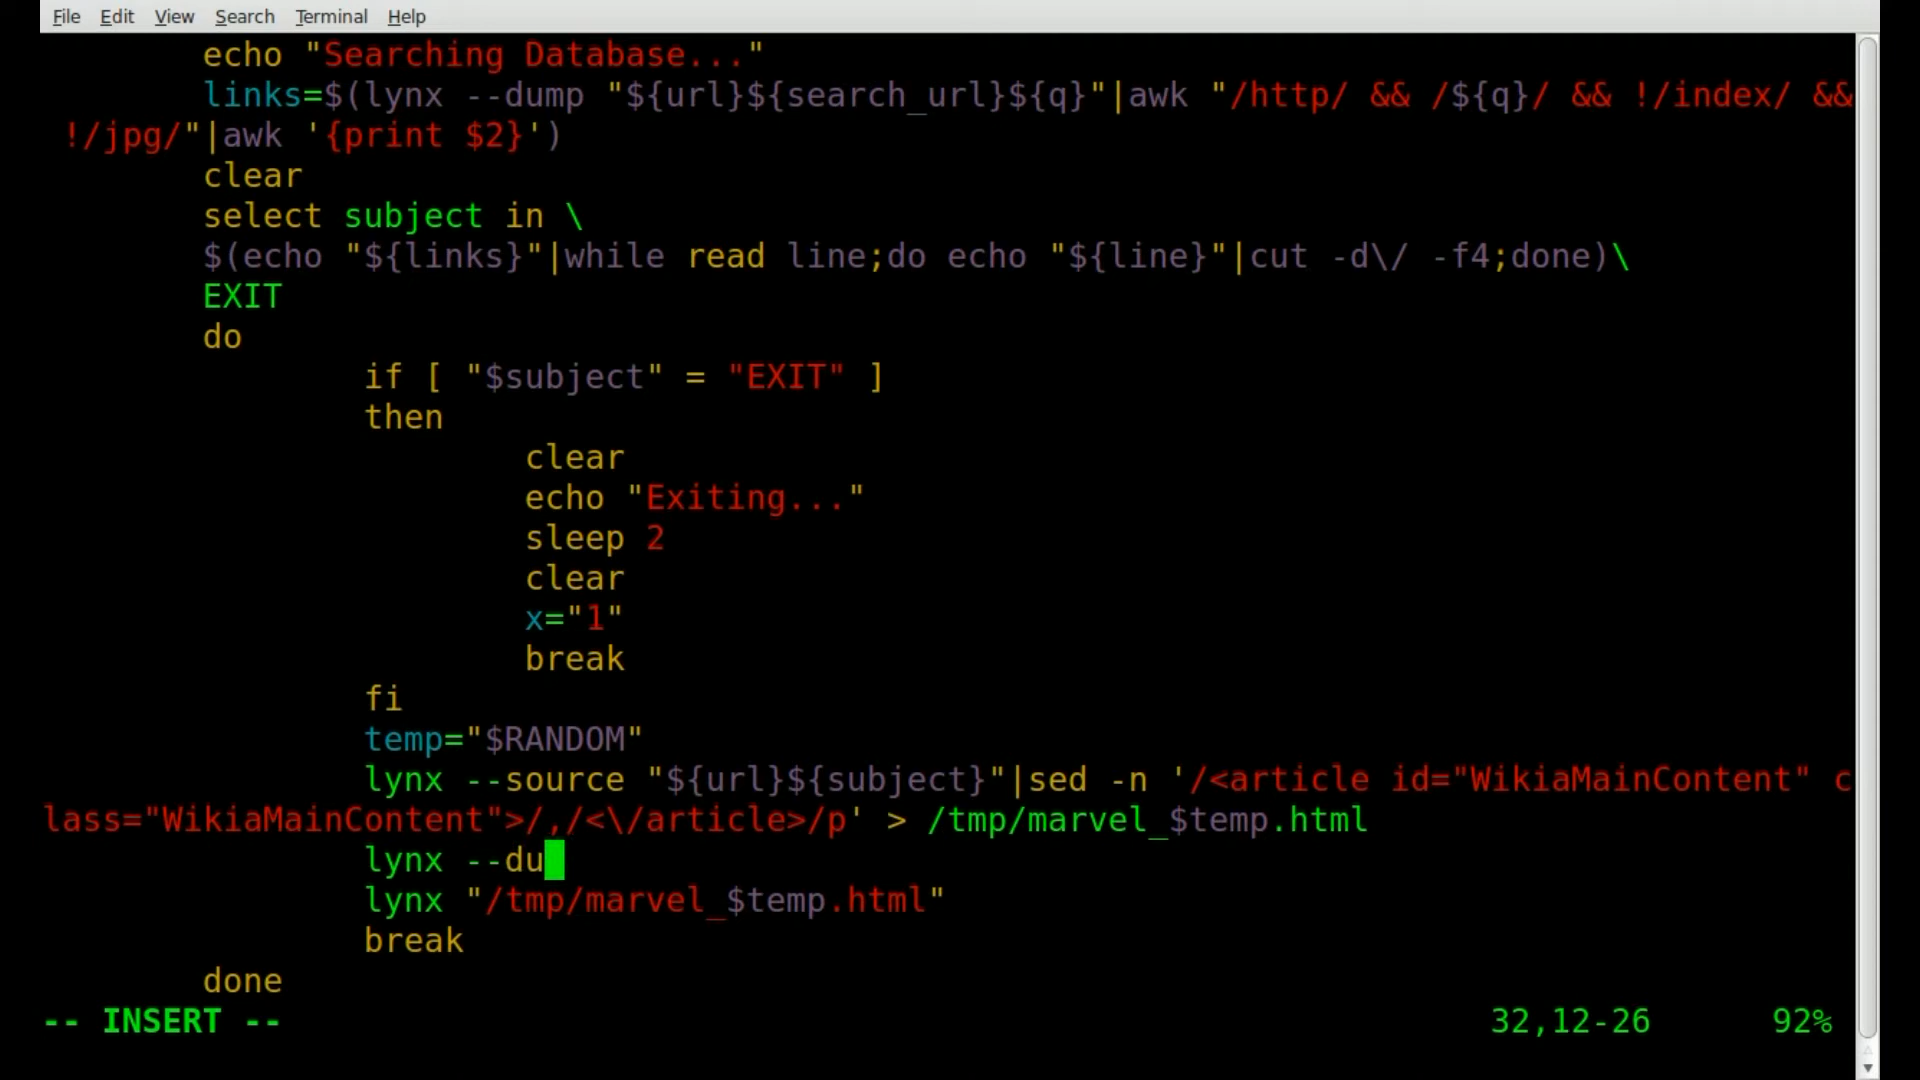 File Edit View Search Terminal Help
echo "Searching Database..."
links=$(lynx --dump "${url}${search_url}${q}"|awk "/http/ && /${q}/ && !/index/ &&
!/jpg/"|awk '{print $2}')
clear
select subject in \
$(echo "${links}"|while read line;do echo "${line}"|cut -d\/ -f4;done)\
EXIT
do
if [ "$subject" = "EXIT" ]
then
clear
echo "Exiting..."
sleep 2
clear
x="1"
break
fi
temp="$RANDOM"
lynx --source "${url}${subject}"|sed -n '/<article id="WikiaMainContent" c
lass="WikiaMainContent">/,/<\/article>/p' > /tmp/marvel_$temp.html
lynx --du
lynx "/tmp/marvel_$temp.html"
break
done
-- INSERT -- 32,12-26 92%